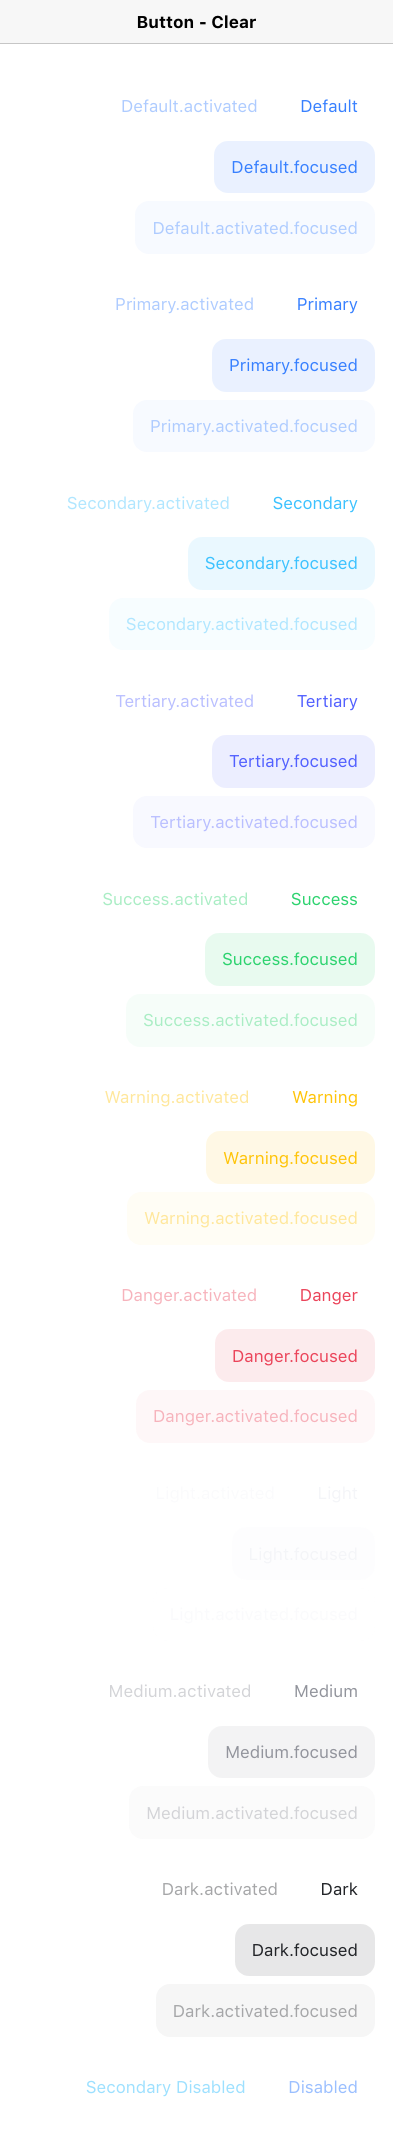 Button - Clear
Default.activated Default
Default.focused
Default.activated.focused
Primary.activated Primary
Primary.focused
Primary.activated.focused
Secondary.activated Secondary
Secondary.focused
Secondary.activated.focused
Tertiary.activated Tertiary
Tertiary.focused
Tertiary.activated.focused
Success.activated Success
Success.focused
Success.activated.focused
Warning.activated Warning
Warning.focused
Warning.activated.focused
Danger.activated Danger
Danger.focused
Danger.activated.focused
Light.activated Light
Light.focused
Light.activated.focused
Medium.activated Medium
Medium.focused
Medium.activated.focused
Dark.activated Dark
Dark.focused
Dark.activated.focused
Secondary Disabled Disabled